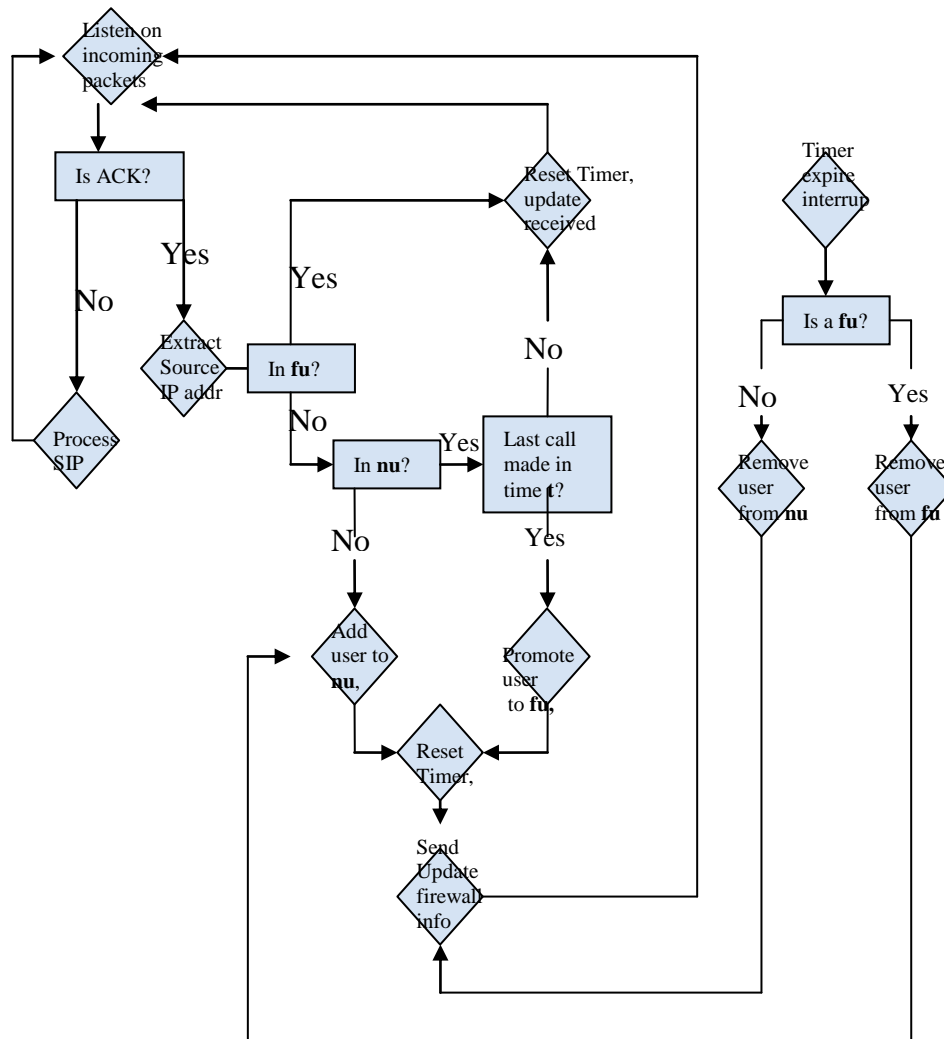 Listen on
incoming
packets
Is ACK?
Yes
No
Extract
Source
IP addr
Process
SIP
In fu?
Yes
No
Reset Timer,
update
received
No
In nu?
Yes
Last call
made in
time t?
No
Yes
Add
user to
nu,
Promote
user
to fu,
Reset
Timer,
Send
Update
firewall
info
Timer
expire
interrup
Is a fu?
No
Yes
Remove
user
from nu
Remove
user
from fu